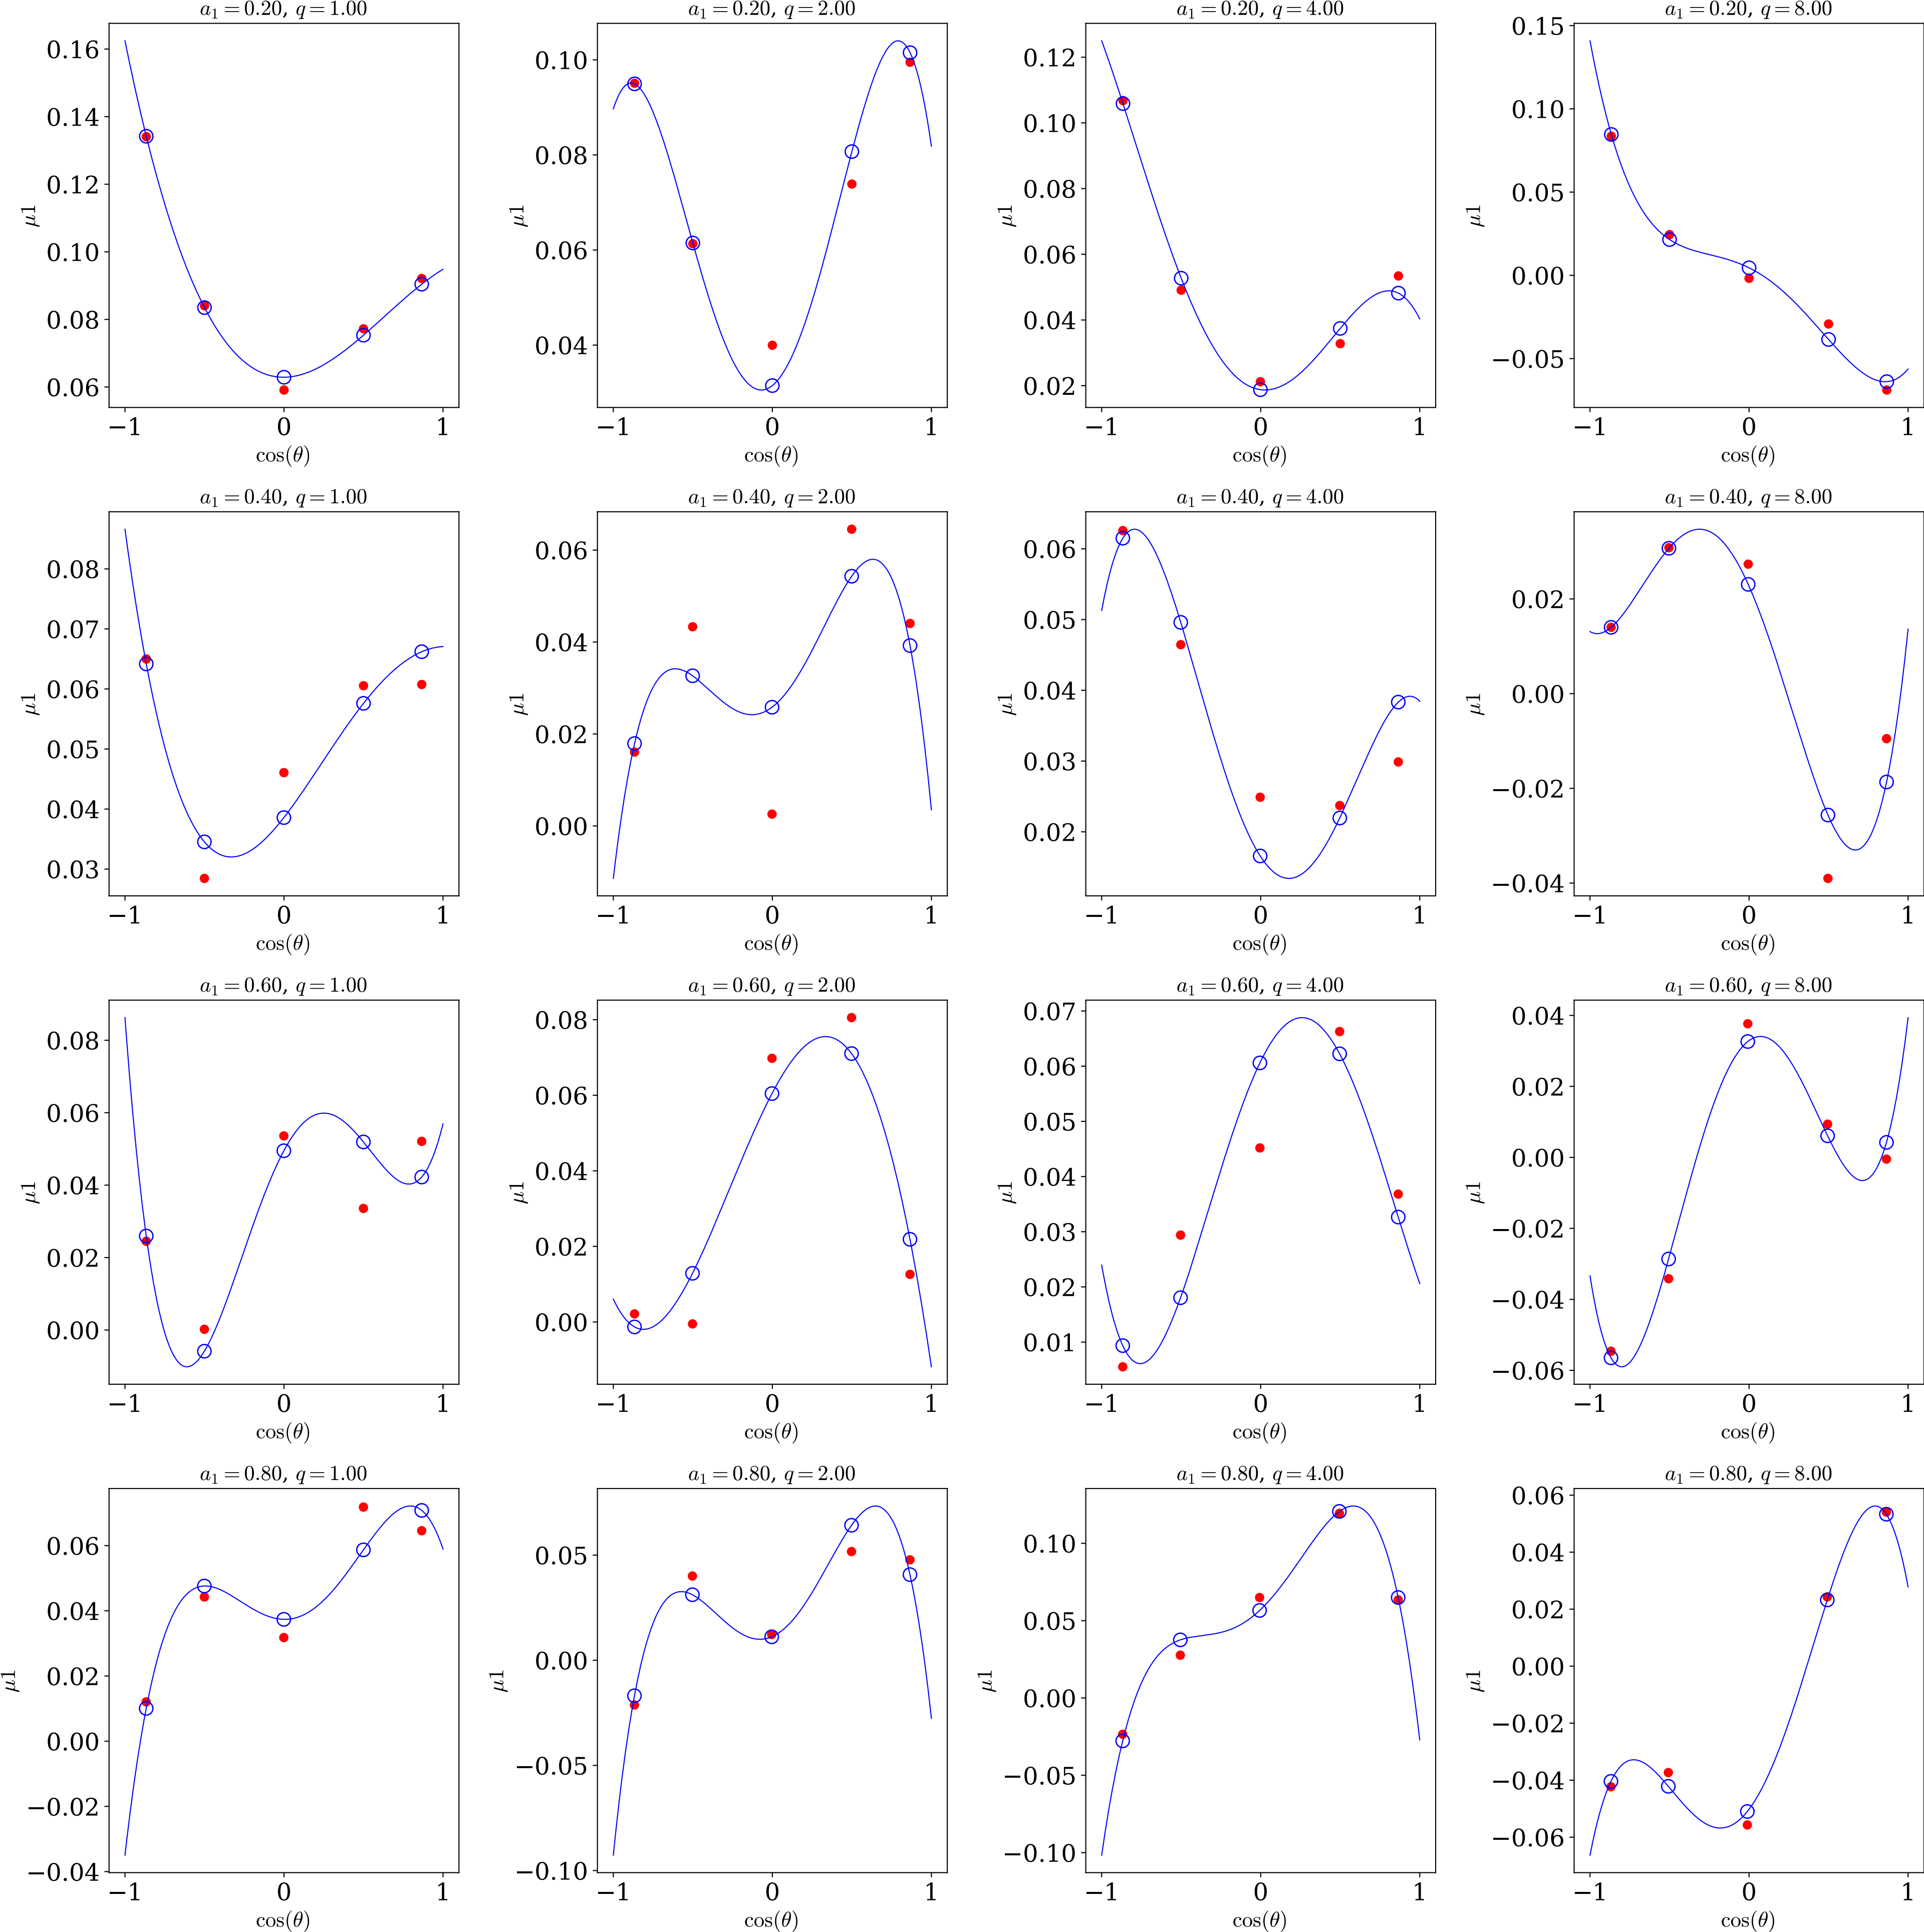 a₁ = 0.20, q = 1.00
0.16
0.14
0.12
0.10
0.08
0.06
μ1
−1 0 1
cos(θ)
a₁ = 0.20, q = 2.00
0.10
0.08
0.06
0.04
μ1
−1 0 1
cos(θ)
a₁ = 0.20, q = 4.00
0.12
0.10
0.08
0.06
0.04
0.02
μ1
−1 0 1
cos(θ)
a₁ = 0.20, q = 8.00
0.15
0.10
0.05
0.00
−0.05
μ1
−1 0 1
cos(θ)
a₁ = 0.40, q = 1.00
0.08
0.07
0.06
0.05
0.04
0.03
μ1
−1 0 1
cos(θ)
a₁ = 0.40, q = 2.00
0.06
0.04
0.02
0.00
μ1
−1 0 1
cos(θ)
a₁ = 0.40, q = 4.00
0.06
0.05
0.04
0.03
0.02
μ1
−1 0 1
cos(θ)
a₁ = 0.40, q = 8.00
0.02
0.00
−0.02
−0.04
μ1
−1 0 1
cos(θ)
a₁ = 0.60, q = 1.00
0.08
0.06
0.04
0.02
0.00
μ1
−1 0 1
cos(θ)
a₁ = 0.60, q = 2.00
0.08
0.06
0.04
0.02
0.00
μ1
−1 0 1
cos(θ)
a₁ = 0.60, q = 4.00
0.07
0.06
0.05
0.04
0.03
0.02
0.01
μ1
−1 0 1
cos(θ)
a₁ = 0.60, q = 8.00
0.04
0.02
0.00
−0.02
−0.04
−0.06
μ1
−1 0 1
cos(θ)
a₁ = 0.80, q = 1.00
0.06
0.04
0.02
0.00
−0.02
−0.04
μ1
−1 0 1
cos(θ)
a₁ = 0.80, q = 2.00
0.05
0.00
−0.05
−0.10
μ1
−1 0 1
cos(θ)
a₁ = 0.80, q = 4.00
0.10
0.05
0.00
−0.05
−0.10
μ1
−1 0 1
cos(θ)
a₁ = 0.80, q = 8.00
0.06
0.04
0.02
0.00
−0.02
−0.04
−0.06
μ1
−1 0 1
cos(θ)